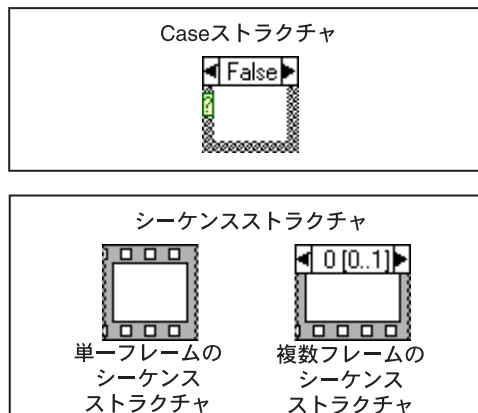 Caseストラクチャ
False
?
シーケンスストラクチャ
0 [0..1]
単一フレームの
シーケンス
ストラクチャ
複数フレームの
シーケンス
ストラクチャ